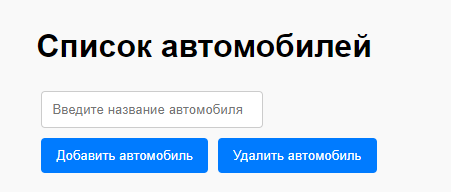 Список автомобилей
Введите название автомобиля
Добавить автомобиль Удалить автомобиль